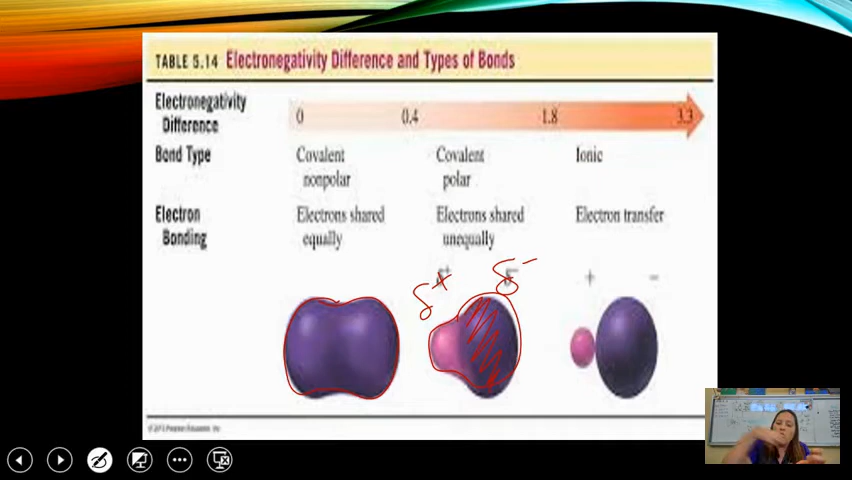 TABLE 5.14 Electronegativity Difference and Types of Bonds
Electronegativity Difference 0 0.4 1.8 3.3
Bond Type Covalent nonpolar Covalent polar Ionic
Electron Bonding Electrons shared equally Electrons shared unequally Electron transfer
δ+ δ− + −
δ+ δ−